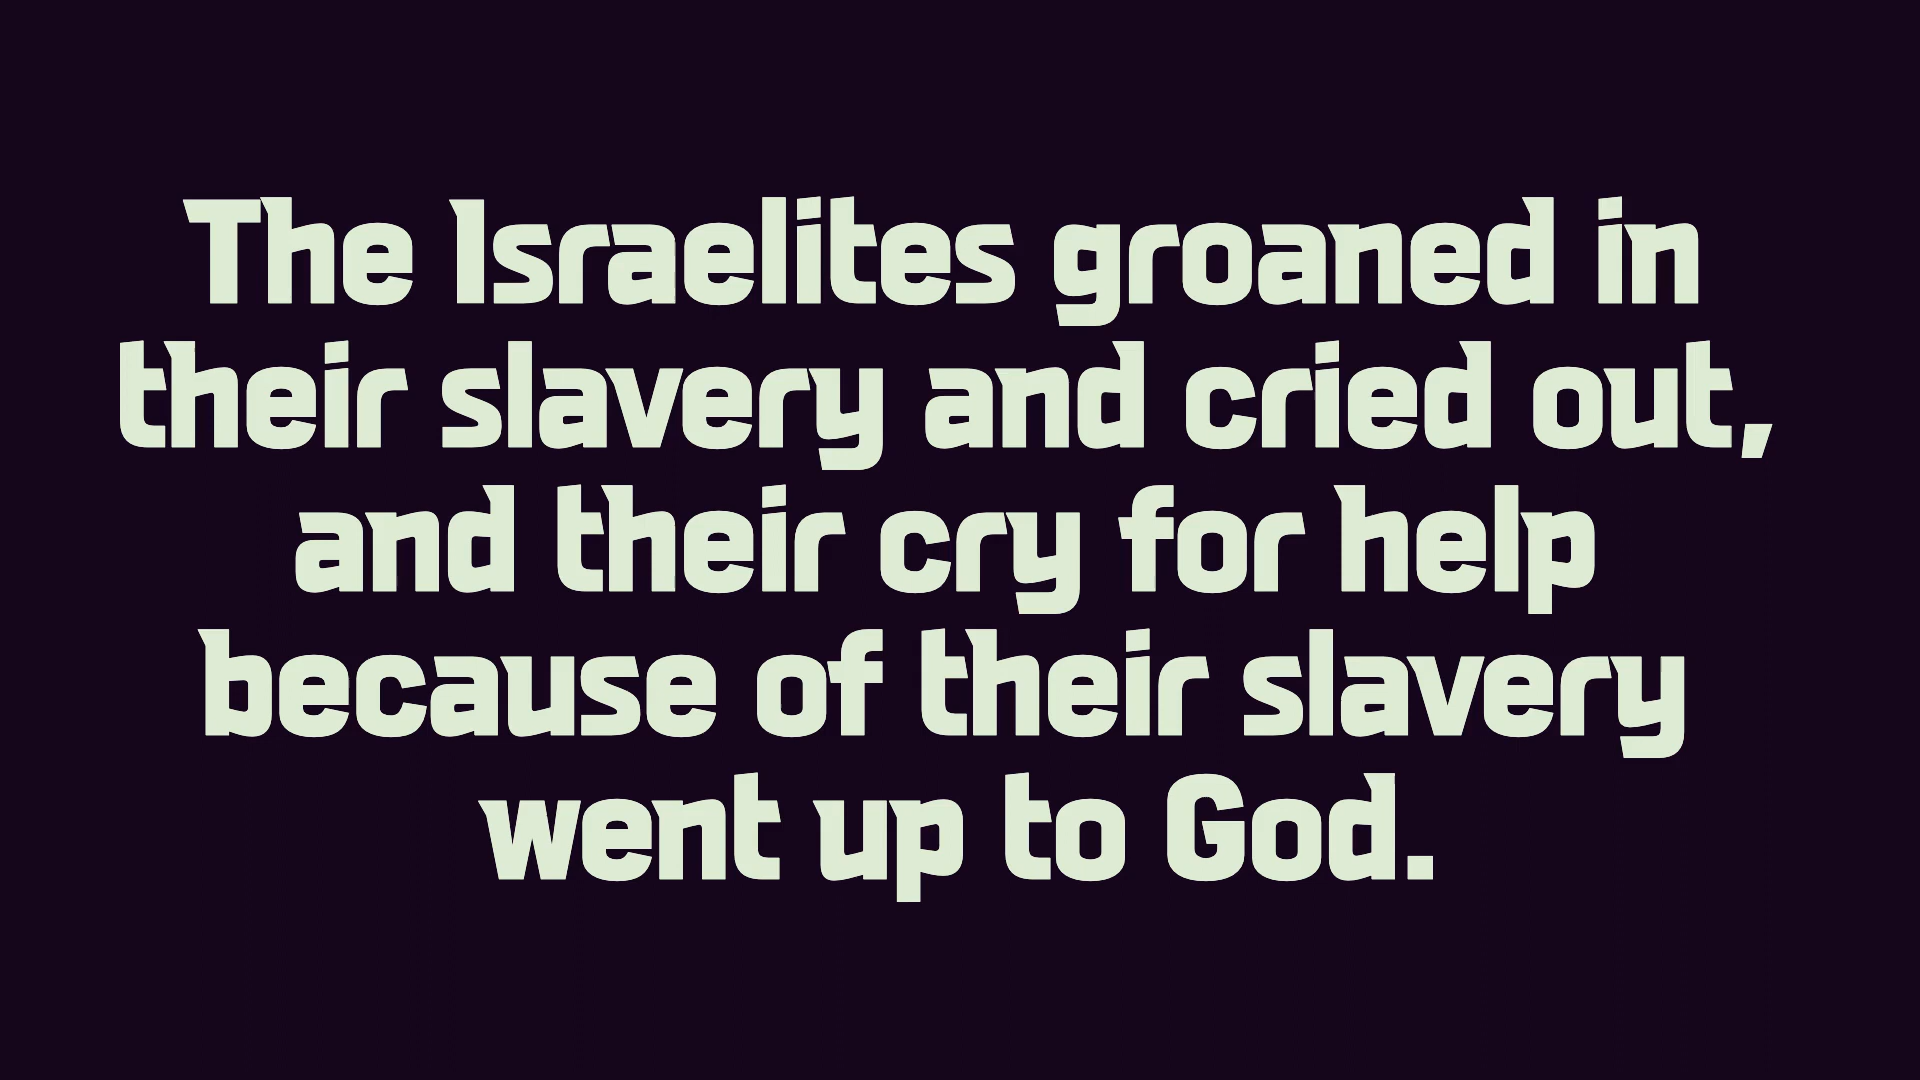 The Israelites groaned in
their slavery and cried out,
and their cry for help
because of their slavery
went up to God.